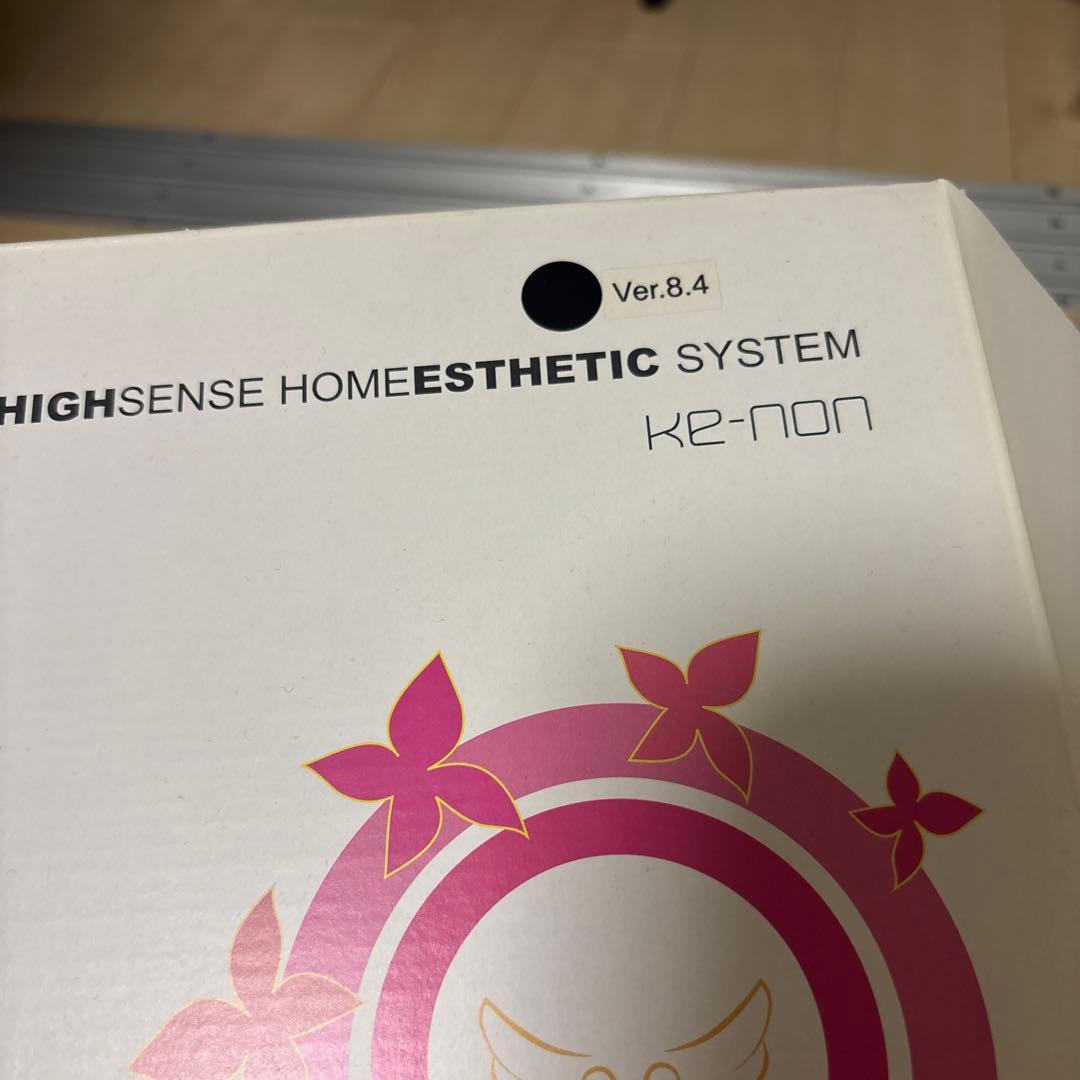 Ver.8.4
HIGHSENSE HOMEESTHETIC SYSTEM
ke-non